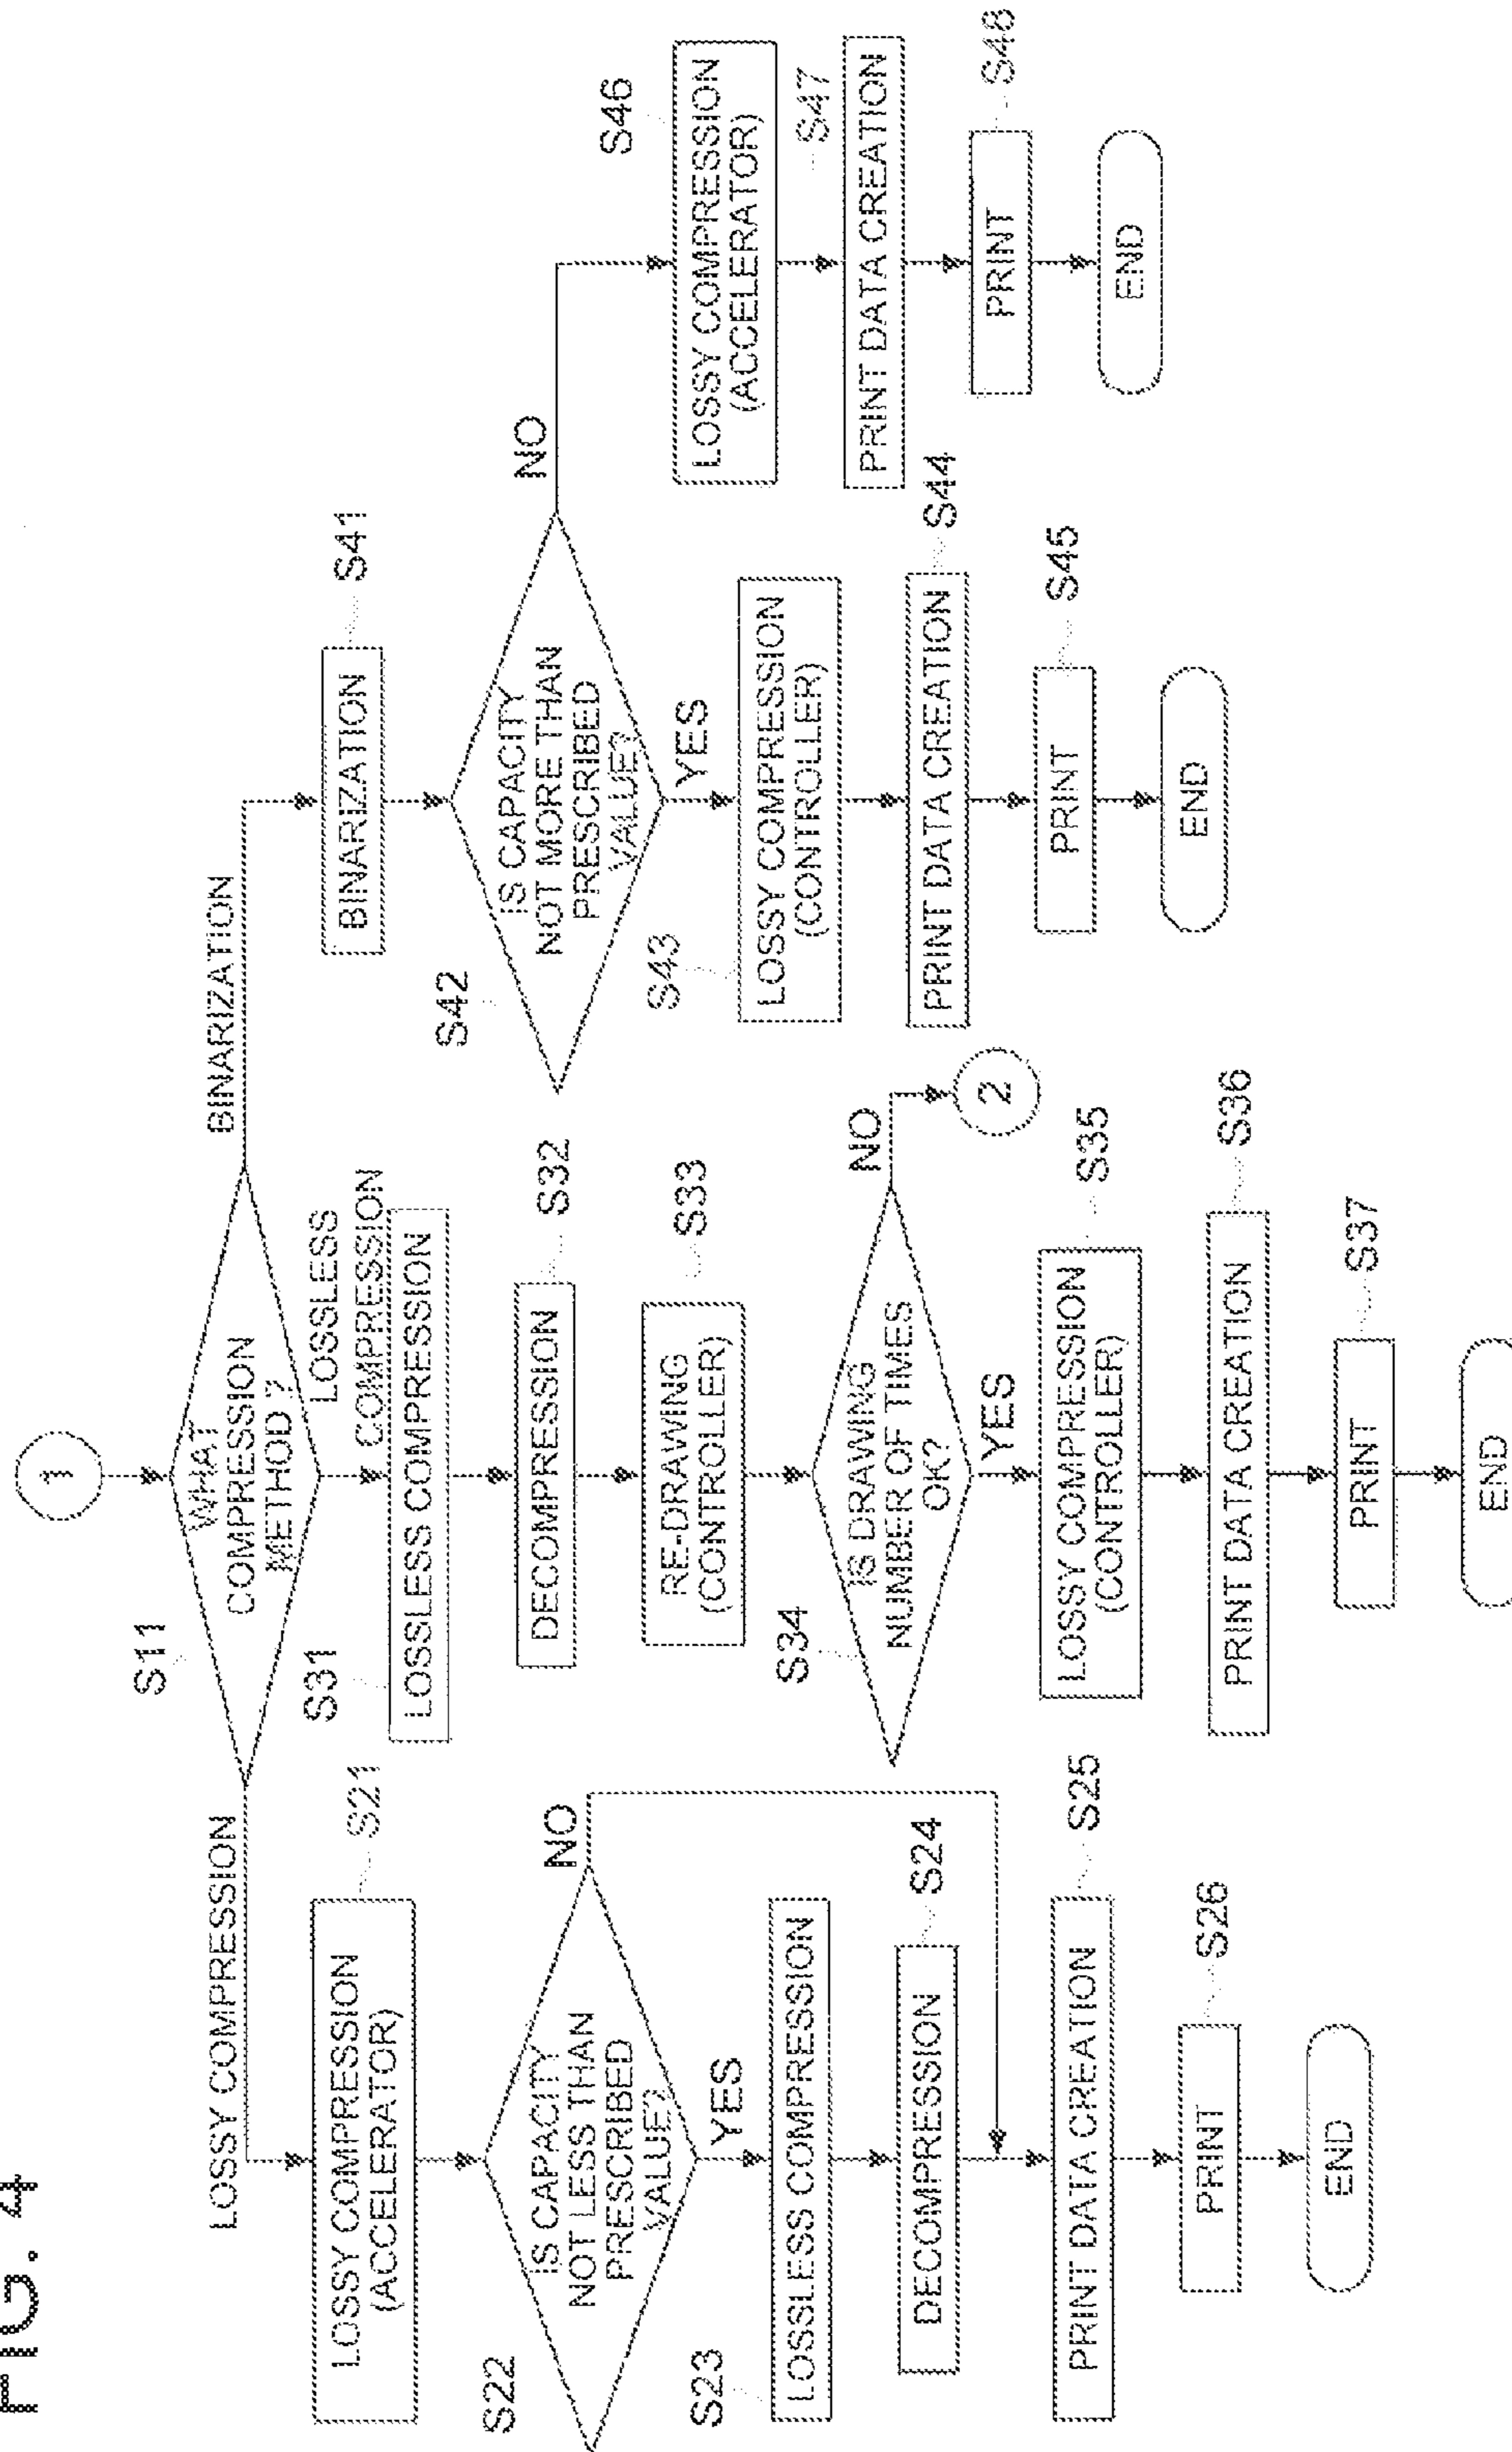 FIG. 4
1
S11
WHAT
COMPRESSION
METHOD ?
LOSSY COMPRESSION
LOSSLESS
COMPRESSION
BINARIZATION
S21
LOSSY COMPRESSION
(ACCELERATOR)
S22
IS CAPACITY
NOT LESS THAN
PRESCRIBED
VALUE?
NO
YES
S23
LOSSLESS COMPRESSION
S24
DECOMPRESSION
S25
PRINT DATA CREATION
S26
PRINT
END
S31
LOSSLESS COMPRESSION
S32
DECOMPRESSION
S33
RE-DRAWING
(CONTROLLER)
S34
IS DRAWING
NUMBER OF TIMES
OK?
NO
2
YES
S35
LOSSY COMPRESSION
(CONTROLLER)
S36
PRINT DATA CREATION
S37
PRINT
END
S41
BINARIZATION
S42
IS CAPACITY
NOT MORE THAN
PRESCRIBED
VALUE?
NO
YES
S43
LOSSY COMPRESSION
(CONTROLLER)
S44
PRINT DATA CREATION
S45
PRINT
END
S46
LOSSY COMPRESSION
(ACCELERATOR)
S47
PRINT DATA CREATION
S48
PRINT
END